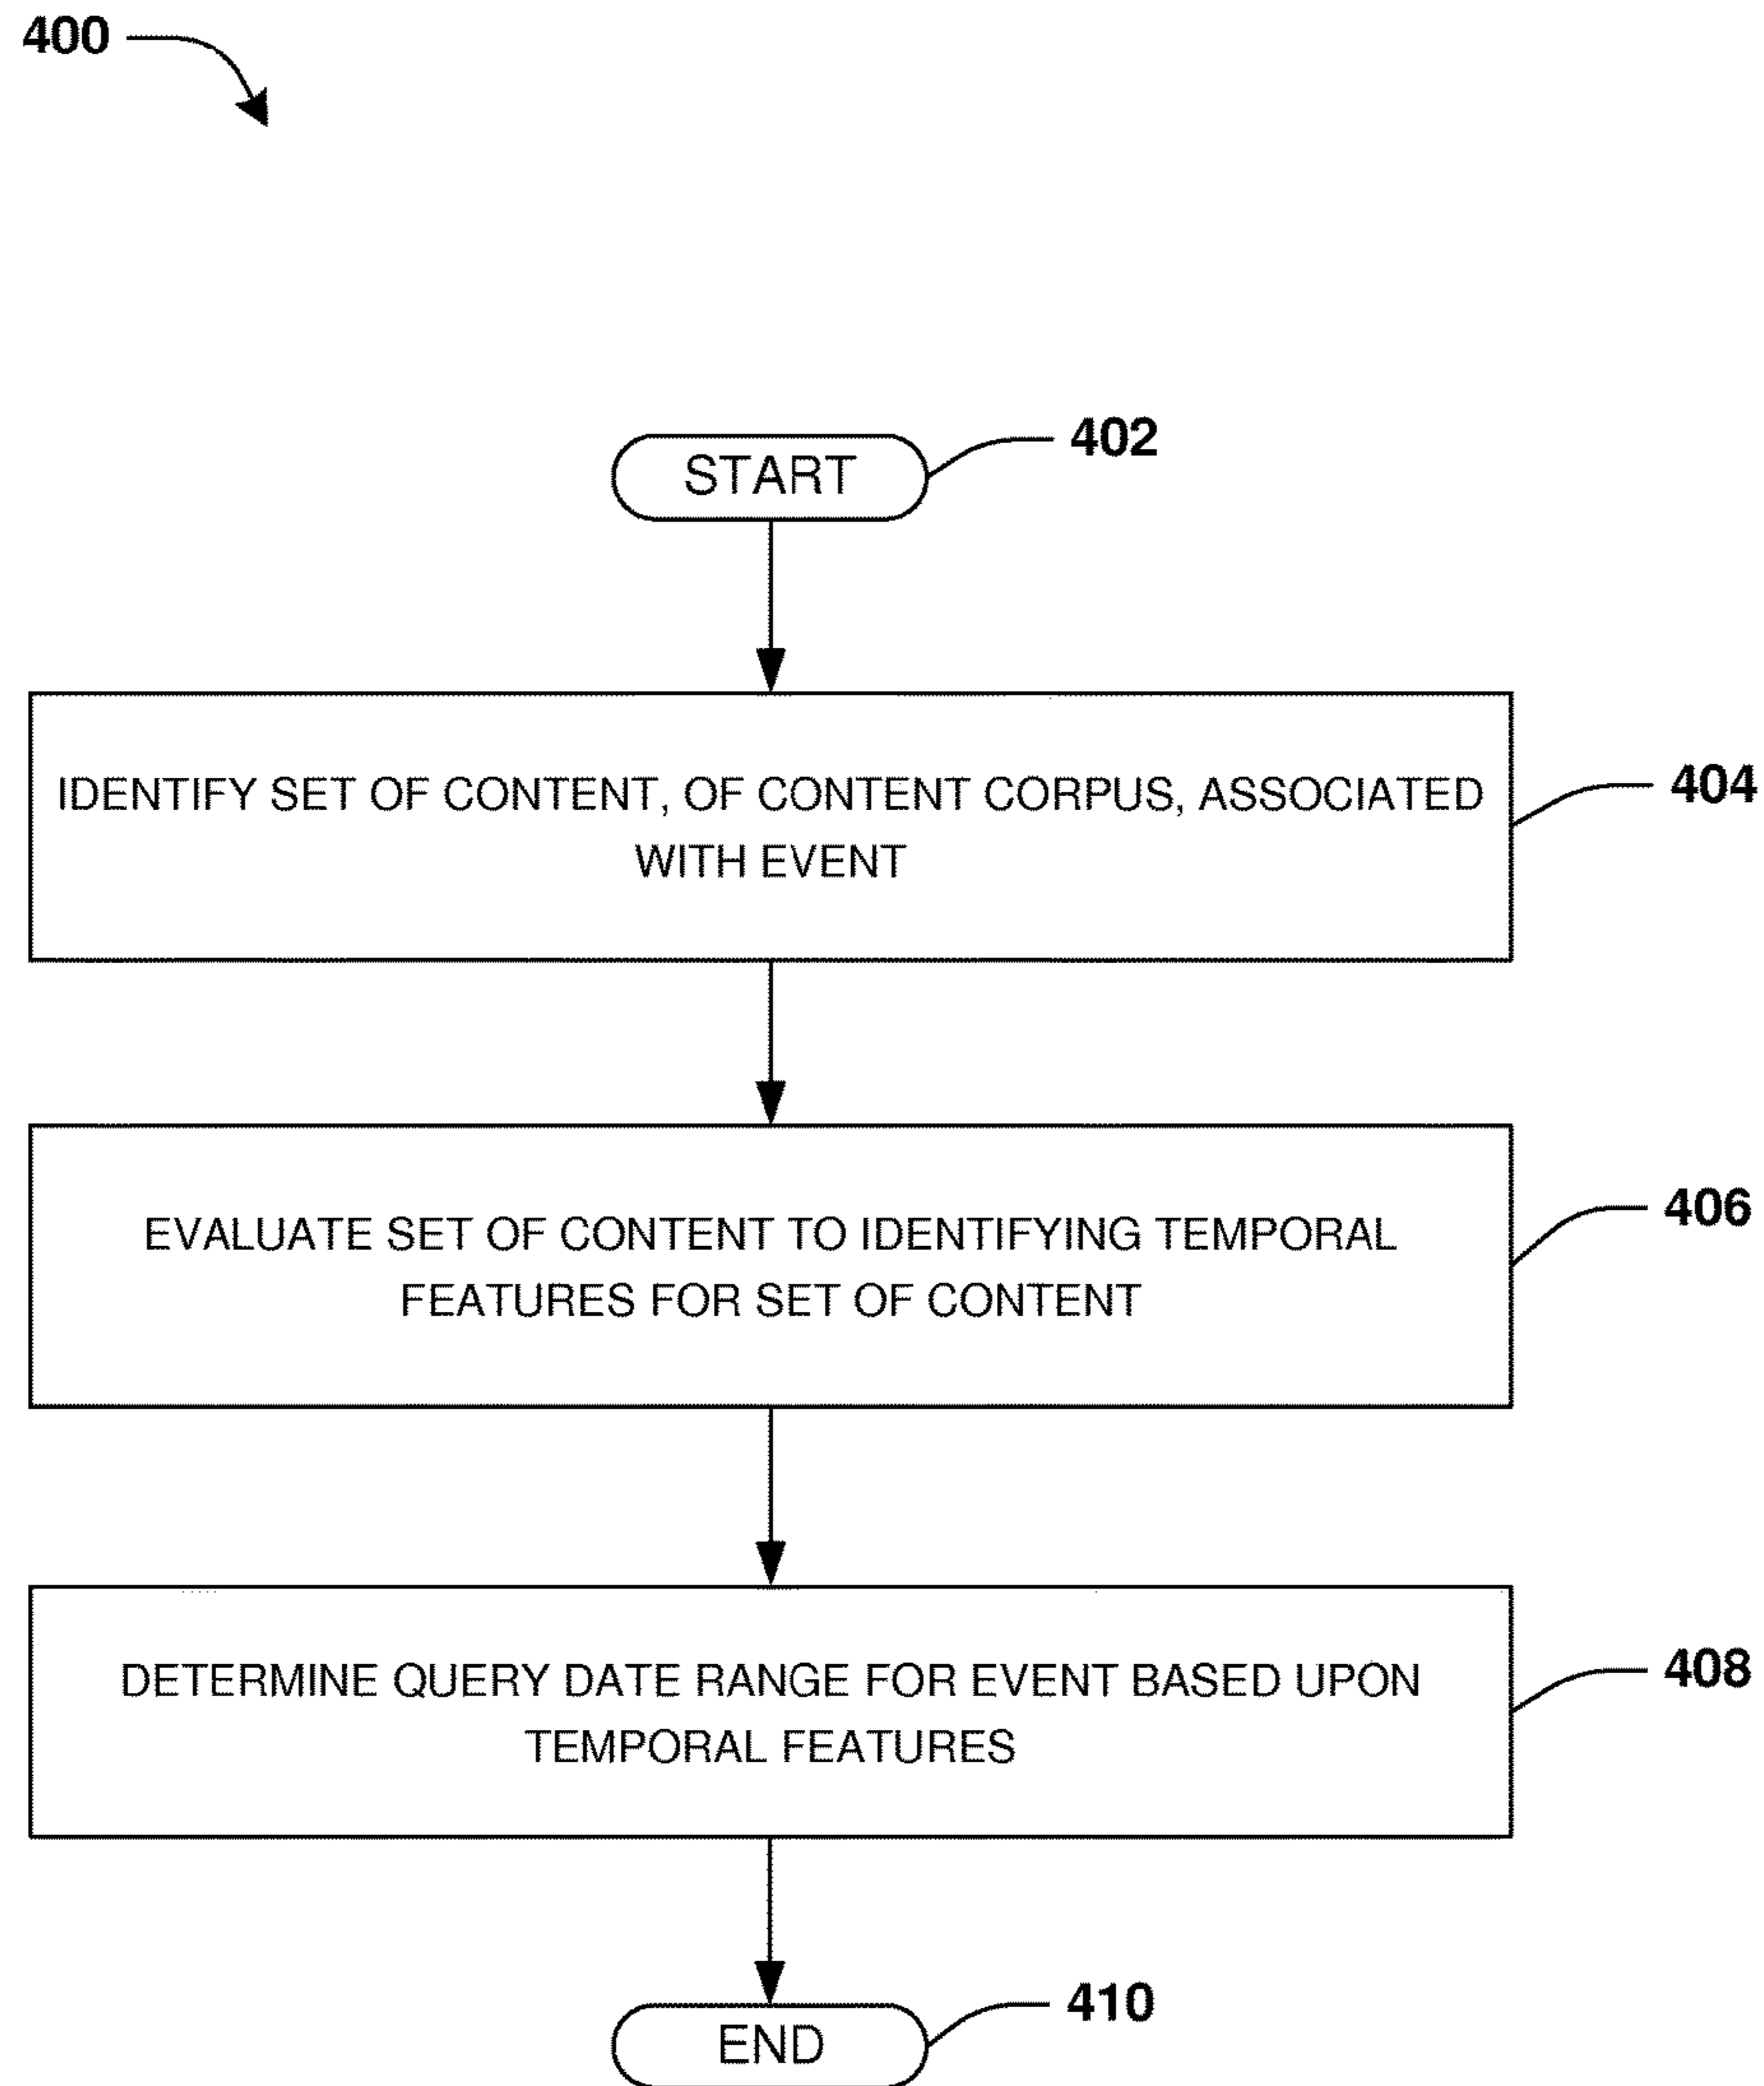 400
START
402
IDENTIFY SET OF CONTENT, OF CONTENT CORPUS, ASSOCIATED
WITH EVENT
404
EVALUATE SET OF CONTENT TO IDENTIFYING TEMPORAL
FEATURES FOR SET OF CONTENT
406
DETERMINE QUERY DATE RANGE FOR EVENT BASED UPON
TEMPORAL FEATURES
408
END
410